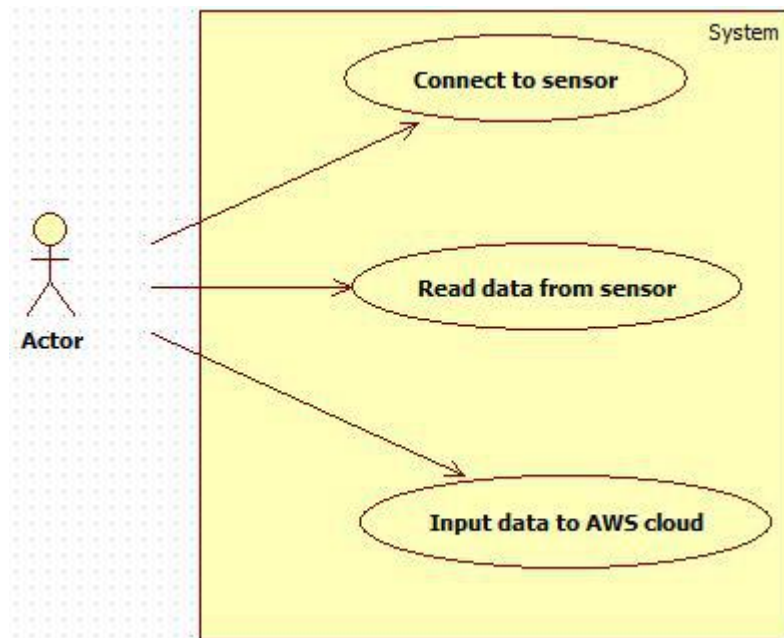 System
Connect to sensor
Read data from sensor
Actor
Input data to AWS cloud